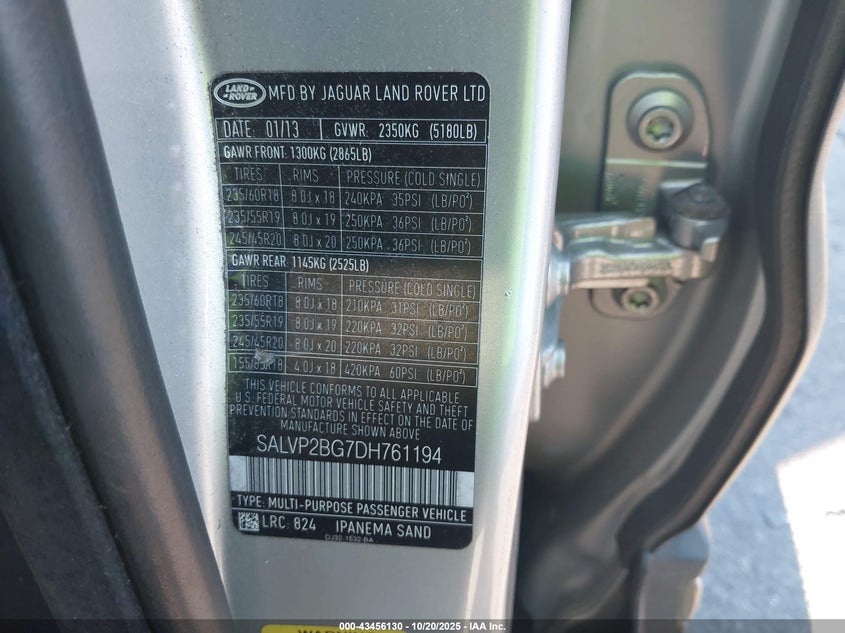 LAND ROVER MFD BY JAGUAR LAND ROVER LTD
DATE: 01/13 GVWR: 2350KG (5180LB)
GAWR FRONT: 1300KG (2865LB)
TIRES RIMS PRESSURE (COLD SINGLE)
235/60R18 8.0J x 18 240KPA 35PSI (LB/PO²)
235/55R19 8.0J x 19 250KPA 36PSI (LB/PO²)
245/45R20 8.0J x 20 250KPA 36PSI (LB/PO²)
GAWR REAR: 1145KG (2525LB)
TIRES RIMS PRESSURE (COLD SINGLE)
235/60R18 8.0J x 18 210KPA 31PSI (LB/PO²)
235/55R19 8.0J x 19 220KPA 32PSI (LB/PO²)
245/45R20 8.0J x 20 220KPA 32PSI (LB/PO²)
155/85R18 4.0J x 18 420KPA 60PSI (LB/PO²)
THIS VEHICLE CONFORMS TO ALL APPLICABLE
U.S. FEDERAL MOTOR VEHICLE SAFETY AND THEFT
PREVENTION STANDARDS IN EFFECT ON THE DATE OF
MANUFACTURE SHOWN ABOVE
SALVP2BG7DH761194
TYPE: MULTI-PURPOSE PASSENGER VEHICLE
LRC: 824 IPANEMA SAND
DJ32-1532-BA
000-43456130 - 10/20/2025 - IAA Inc.